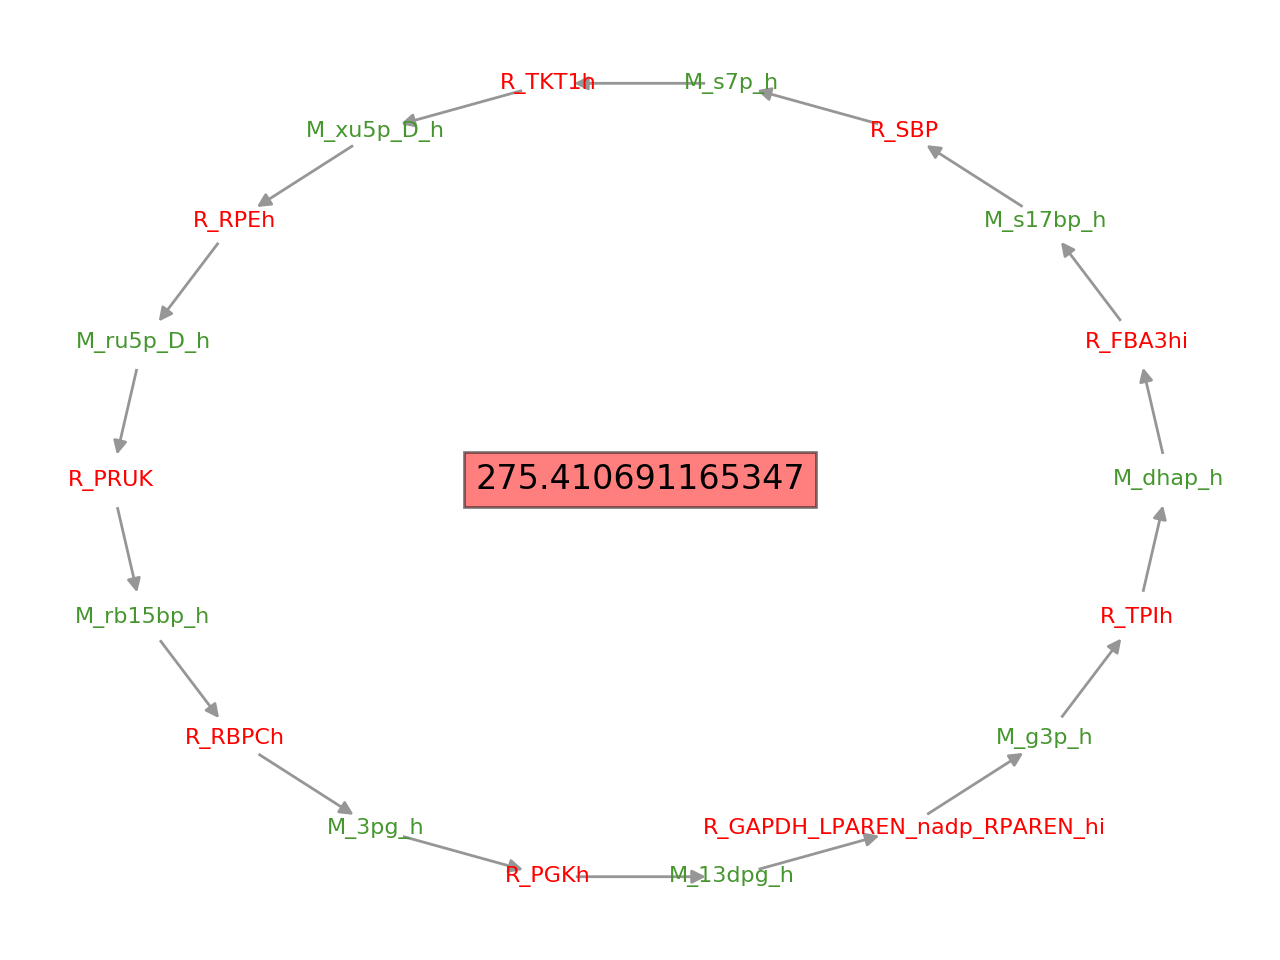 R_TKT1h
M_s7p_h
M_xu5p_D_h
R_SBP
R_RPEh
M_s17bp_h
M_ru5p_D_h
R_FBA3hi
R_PRUK
275.410691165347
M_dhap_h
M_rb15bp_h
R_TPIh
R_RBPCh
M_g3p_h
M_3pg_h
R_GAPDH_LPAREN_nadp_RPAREN_hi
R_PGKh
M_13dpg_h